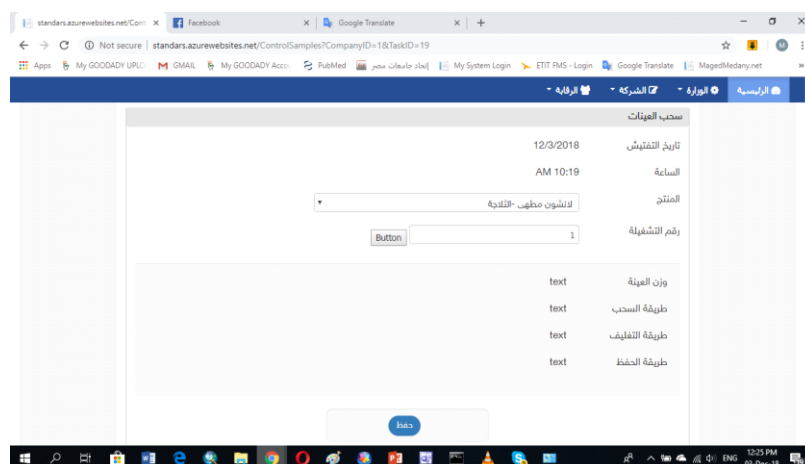 standars.azurewebsites.net/Cont
Facebook
Google Translate
Not secure | standars.azurewebsites.net/ControlSamples?CompanyID=1&TaskID=19
Apps
My GOODADY UPLO
GMAIL
My GOODADY Acco
PubMed
إتحاد جامعات مصر
My System Login
ETIT FMS - Login
Google Translate
MagedMedany.net
الرئيسية
الوزارة
الشركة
الرقابة
سحب العينات
تاريخ التفتيش 12/3/2018
الساعة AM 10:19
المنتج لانشون مطهى -الثلاجة
رقم التشغيلة 1 Button
وزن العينة text
طريقة السحب text
طريقة التغليف text
طريقة الحفظ text
حفظ
ENG
12:25 PM
03-Dec-18